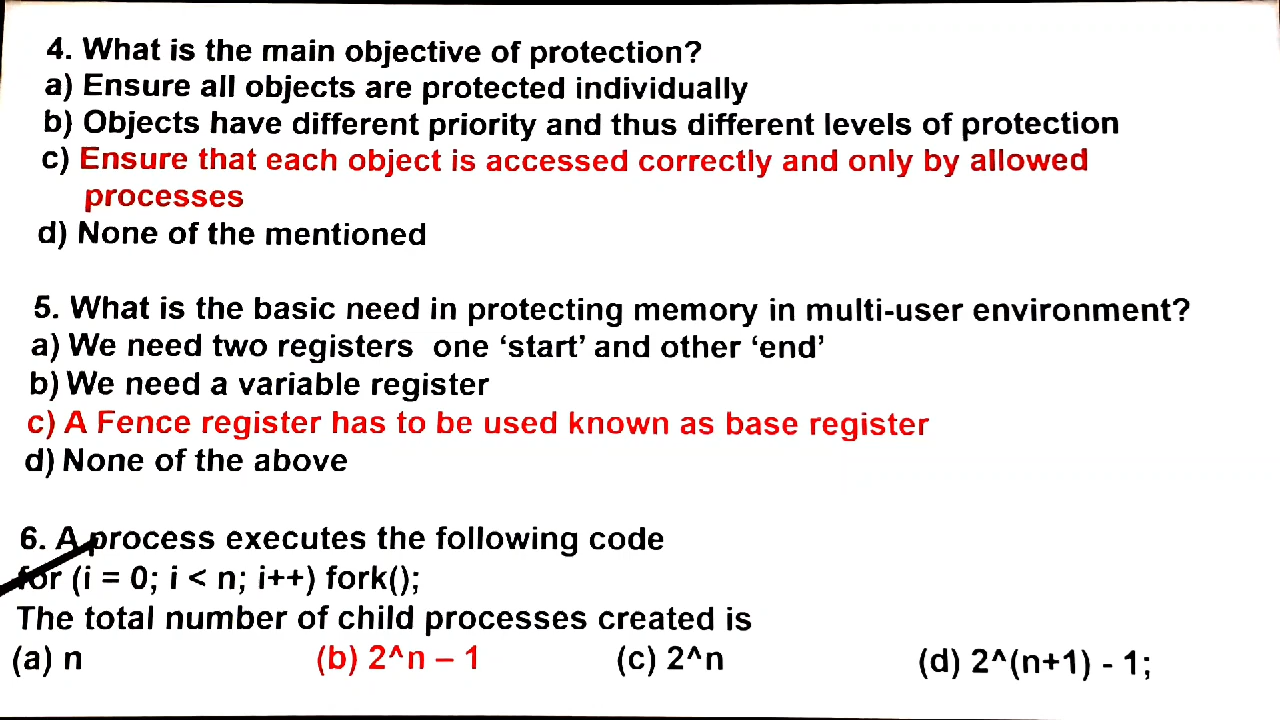 4. What is the main objective of protection?
a) Ensure all objects are protected individually
b) Objects have different priority and thus different levels of protection
c) Ensure that each object is accessed correctly and only by allowed
processes
d) None of the mentioned
5. What is the basic need in protecting memory in multi-user environment?
a) We need two registers one ‘start’ and other ‘end’
b) We need a variable register
c) A Fence register has to be used known as base register
d) None of the above
6. A process executes the following code
for (i = 0; i < n; i++) fork();
The total number of child processes created is
(a) n (b) 2^n – 1 (c) 2^n (d) 2^(n+1) - 1;